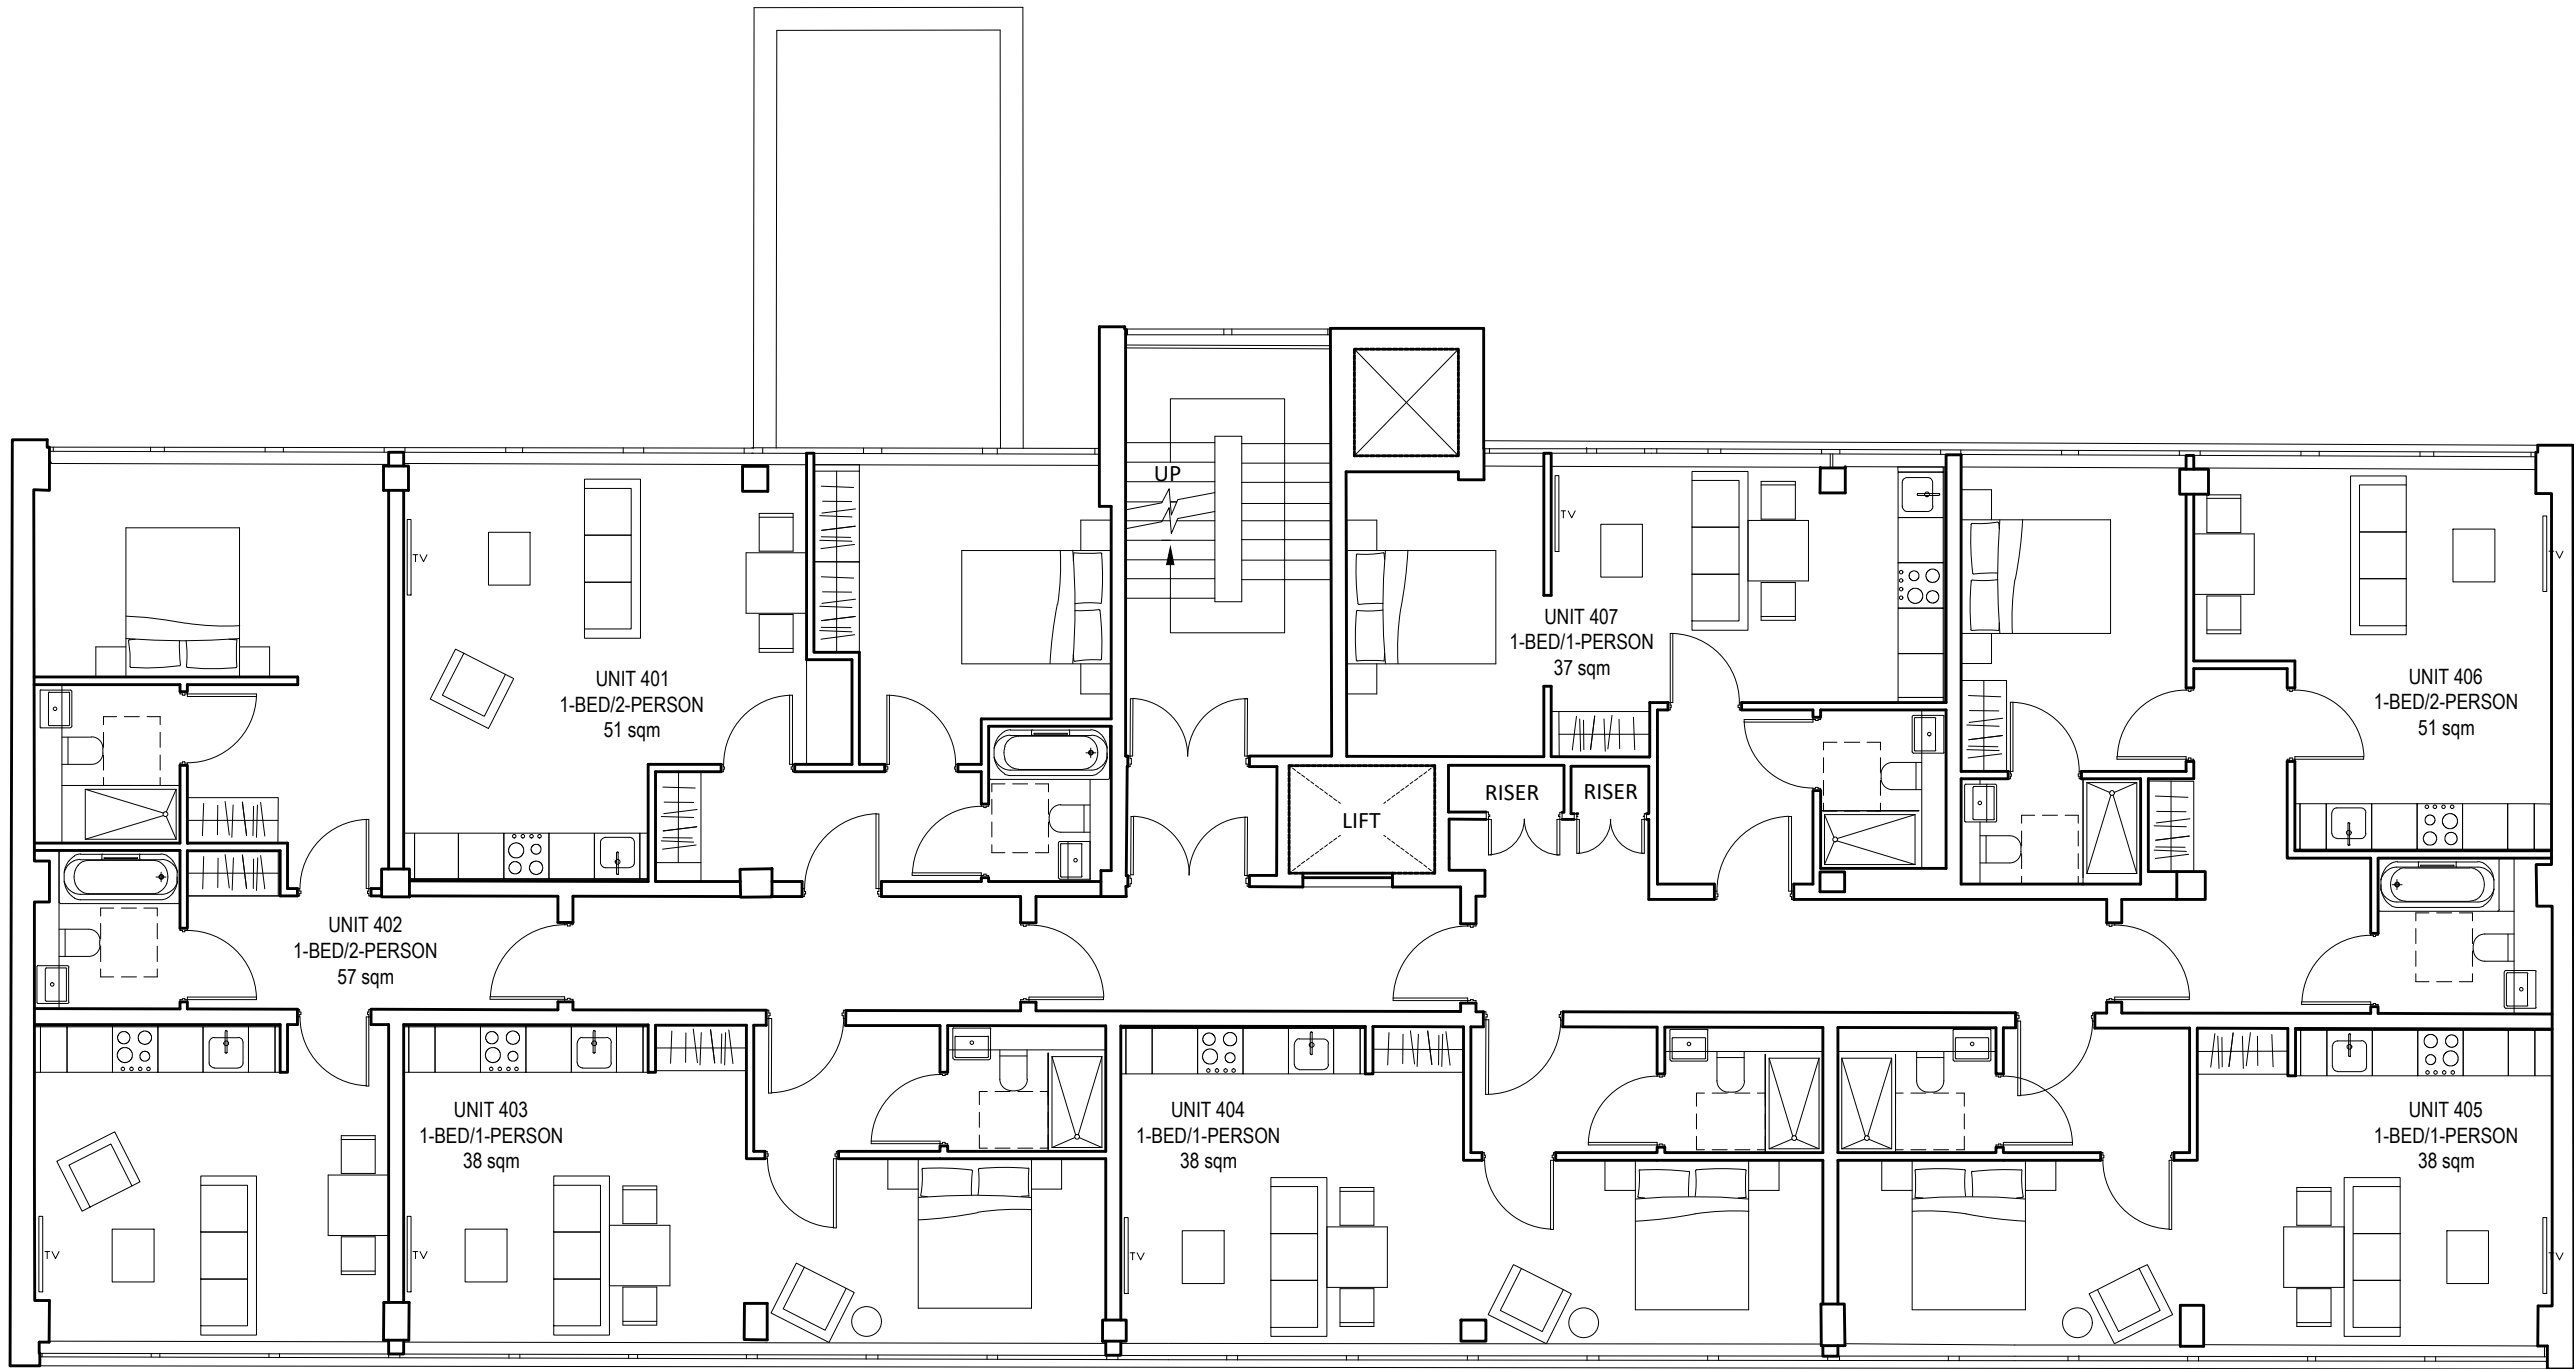 UP
TV
TV
TV
UNIT 407
1-BED/1-PERSON
37 sqm
UNIT 401
1-BED/2-PERSON
51 sqm
UNIT 406
1-BED/2-PERSON
51 sqm
LIFT
RISER
RISER
UNIT 402
1-BED/2-PERSON
57 sqm
UNIT 403
1-BED/1-PERSON
38 sqm
UNIT 404
1-BED/1-PERSON
38 sqm
UNIT 405
1-BED/1-PERSON
38 sqm
TV
TV
TV
TV